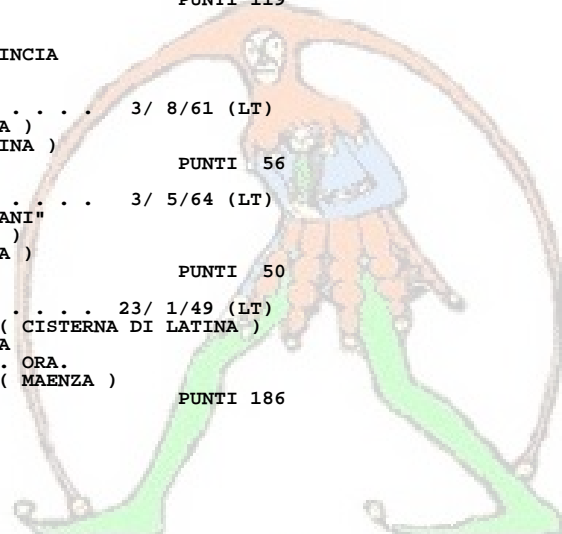 PUNTI 119
INCIA
. . . . 3/ 8/61 (LT)
A )
INA )
PUNTI 56
. . . . 3/ 5/64 (LT)
ANI"
)
A )
PUNTI 50
. . . . 23/ 1/49 (LT)
( CISTERNA DI LATINA )
A
. ORA.
( MAENZA )
PUNTI 186